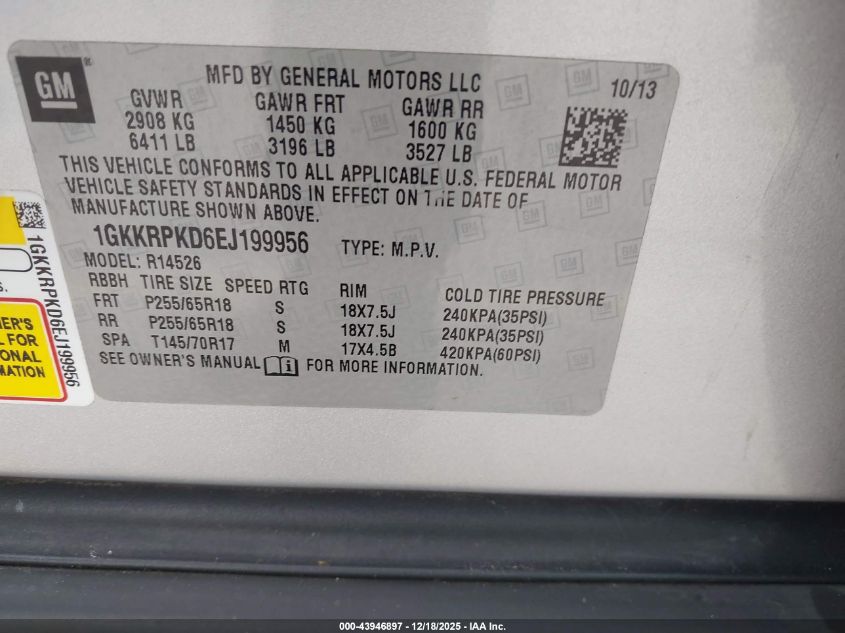 GM
®
MFD BY GENERAL MOTORS LLC
10/13
GVWR GAWR FRT GAWR RR
2908 KG 1450 KG 1600 KG
6411 LB 3196 LB 3527 LB
THIS VEHICLE CONFORMS TO ALL APPLICABLE U.S. FEDERAL MOTOR
VEHICLE SAFETY STANDARDS IN EFFECT ON THE DATE OF
MANUFACTURE SHOWN ABOVE.
1GKKRPKD6EJ199956 TYPE: M.P.V.
MODEL: R14526
RBBH TIRE SIZE SPEED RTG RIM COLD TIRE PRESSURE
FRT P255/65R18 S 18X7.5J 240KPA(35PSI)
RR P255/65R18 S 18X7.5J 240KPA(35PSI)
SPA T145/70R17 M 17X4.5B 420KPA(60PSI)
SEE OWNER'S MANUAL FOR MORE INFORMATION.
1GKKRPKD6EJ199956
S.
NER'S
L FOR
IONAL
MATION
000-43946897 - 12/18/2025 - IAA Inc.